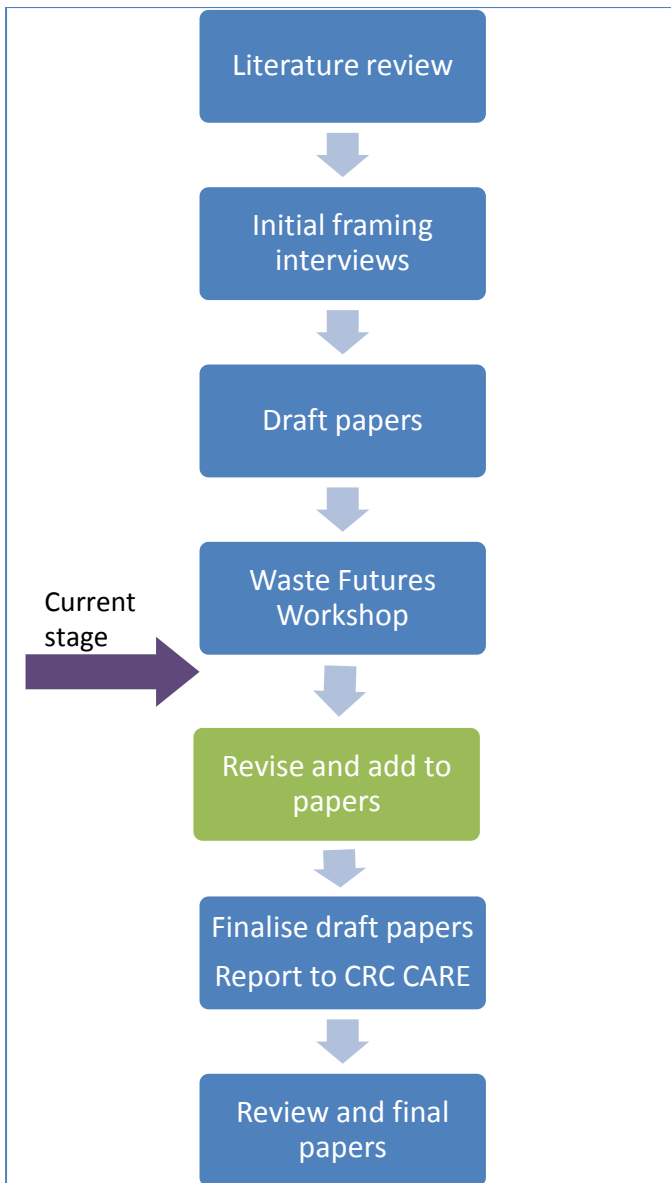 Literature review
Initial framing
interviews
Draft papers
Waste Futures
Workshop
Current
stage
Revise and add to
papers
Finalise draft papers
Report to CRC CARE
Review and final
papers